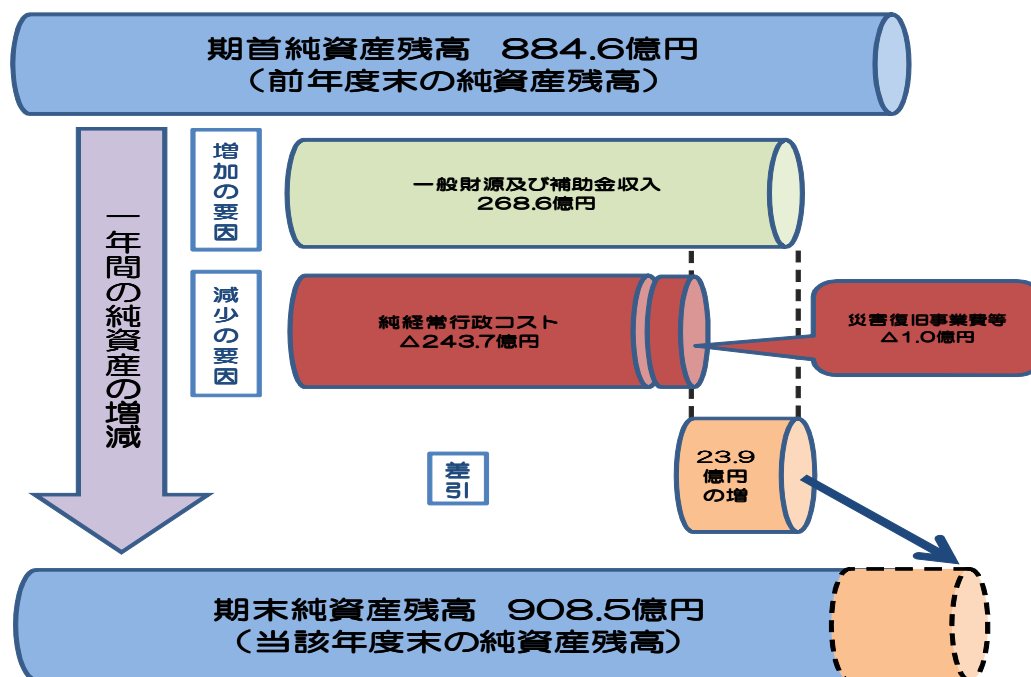 期首純資産残高　884.6億円
（前年度末の純資産残高）
増加の要因
一般財源及び補助金収入
268.6億円
一年間の純資産の増減
減少の要因
純経常行政コスト
△243.7億円
災害復旧事業費等
△1.0億円
差引
23.9
億円
の増
期末純資産残高　908.5億円
（当該年度末の純資産残高）